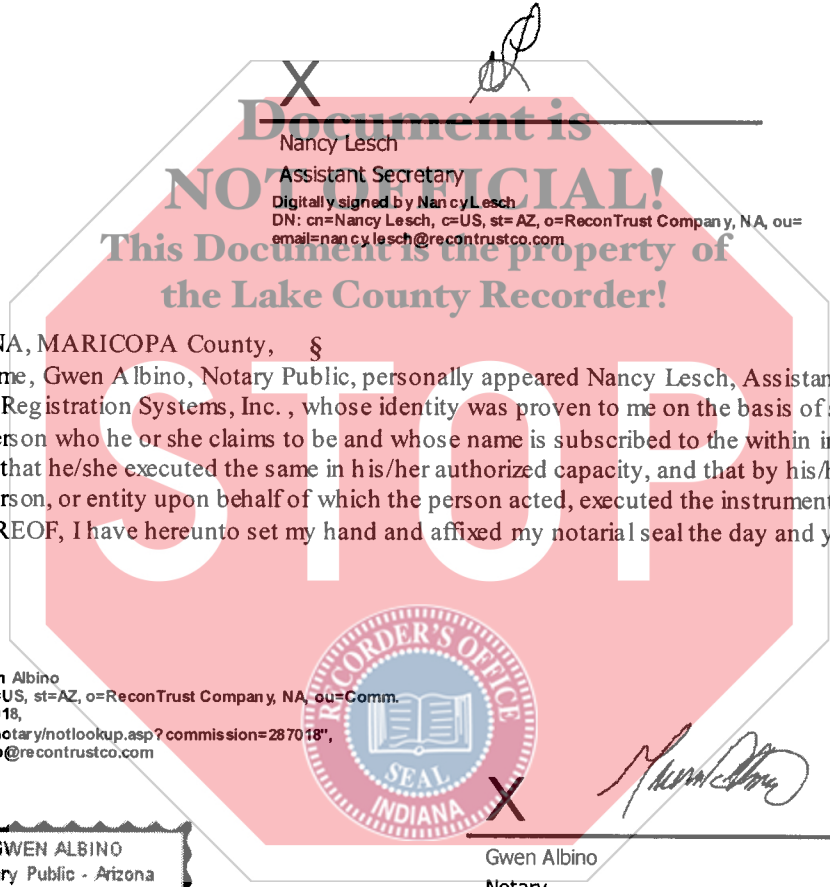 X
Document is
Nancy Lesch
Assistant Secretary
NOT OFFICIAL!
Digitally signed by Nancy Lesch
DN: cn=Nancy Lesch, c=US, st=AZ, o=ReconTrust Company, NA, ou=
email=nancy.lesch@recontrustco.com
This Document is the property of
the Lake County Recorder!
NA, MARICOPA County, §
me, Gwen Albino, Notary Public, personally appeared Nancy Lesch, Assistan
Registration Systems, Inc. , whose identity was proven to me on the basis of s
erson who he or she claims to be and whose name is subscribed to the within in
that he/she executed the same in his/her authorized capacity, and that by his/h
rson, or entity upon behalf of which the person acted, executed the instrument
REOF, I have hereunto set my hand and affixed my notarial seal the day and y
STOP
n Albino
=US, st=AZ, o=ReconTrust Company, NA, ou=Comm.
18,
otary/notlookup.asp?commission=287018",
o@recontrustco.com
RECORDER'S OFFICE
SEAL
INDIANA
X
GWEN ALBINO
ry Public - Arizona
Gwen Albino
Notary